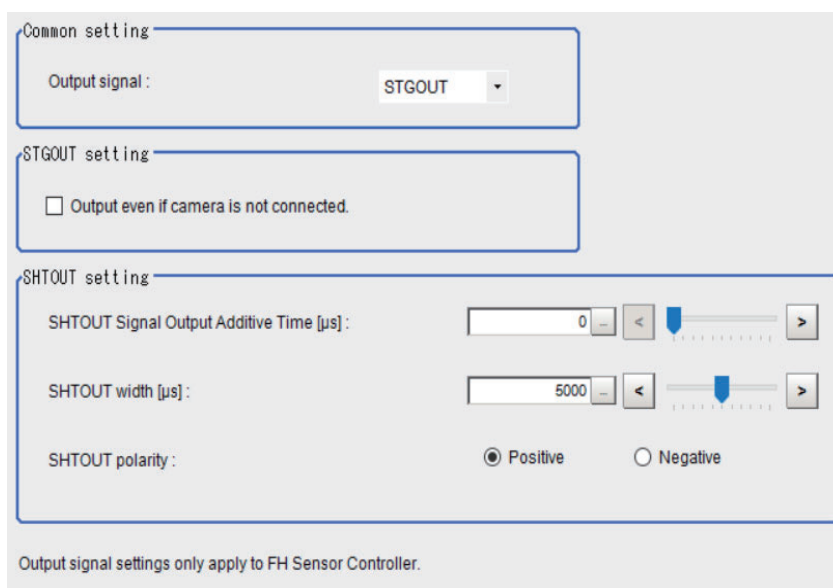 Common setting
Output signal :
STGOUT
STGOUT setting
Output even if camera is not connected.
SHTOUT setting
SHTOUT Signal Output Additive Time [µs] :
0 ... < >
SHTOUT width [µs] :
5000 ... < >
SHTOUT polarity :
Positive
Negative
Output signal settings only apply to FH Sensor Controller.